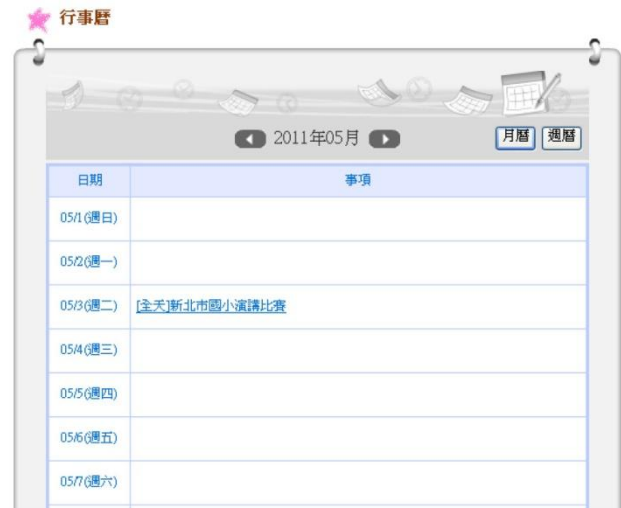 行事曆
2011年05月
月曆 週曆
日期 事項
05/1(週日)
05/2(週一)
05/3(週二) [全天]新北市國小演講比賽
05/4(週三)
05/5(週四)
05/6(週五)
05/7(週六)